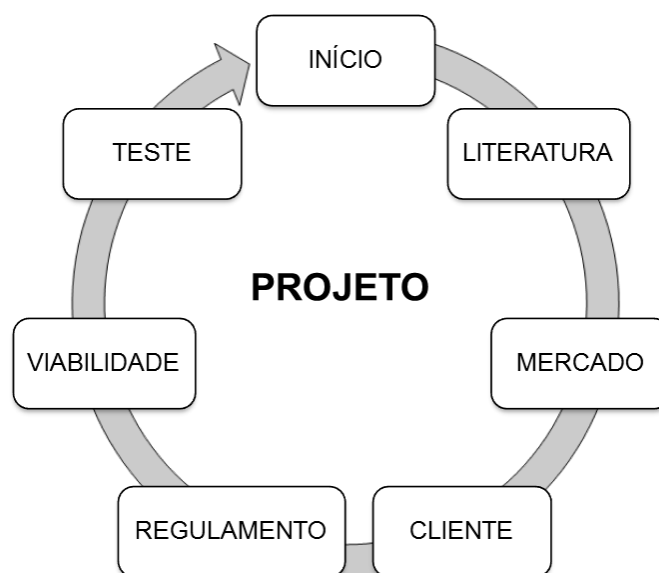 INÍCIO
LITERATURA
MERCADO
CLIENTE
REGULAMENTO
VIABILIDADE
TESTE
PROJETO